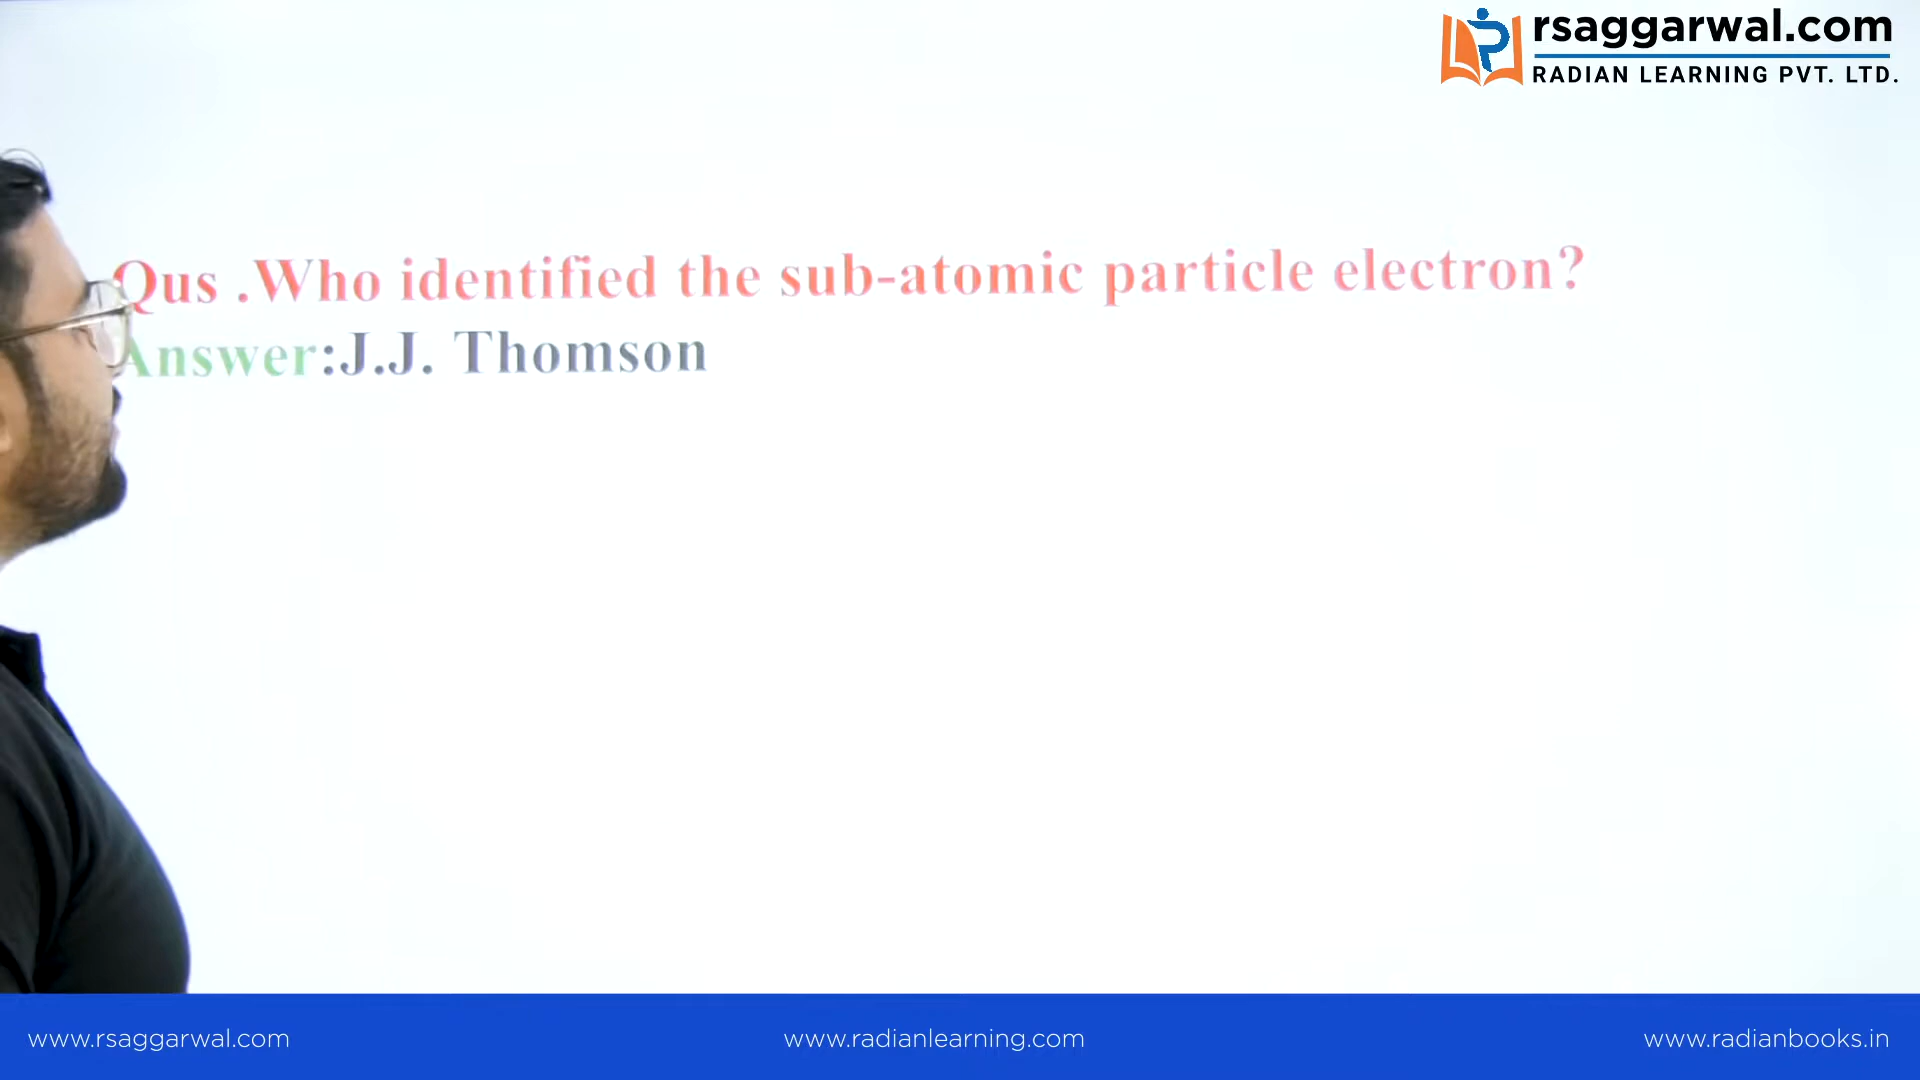 rsaggarwal.com
RADIAN LEARNING PVT. LTD.
Qus .Who identified the sub-atomic particle electron?
Answer:J.J. Thomson
www.rsaggarwal.com
www.radianlearning.com
www.radianbooks.in